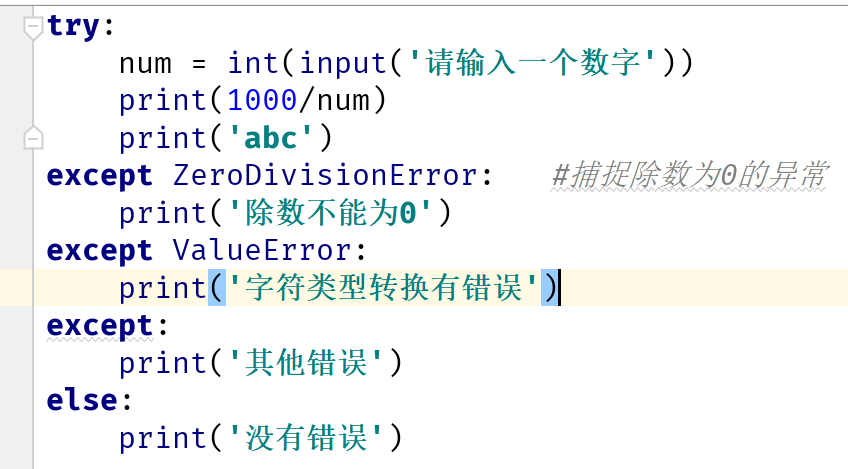 try:
    num = int(input('请输入一个数字'))
    print(1000/num)
    print('abc')
except ZeroDivisionError:   #捕捉除数为0的异常
    print('除数不能为0')
except ValueError:
    print('字符类型转换有错误')
except:
    print('其他错误')
else:
    print('没有错误')